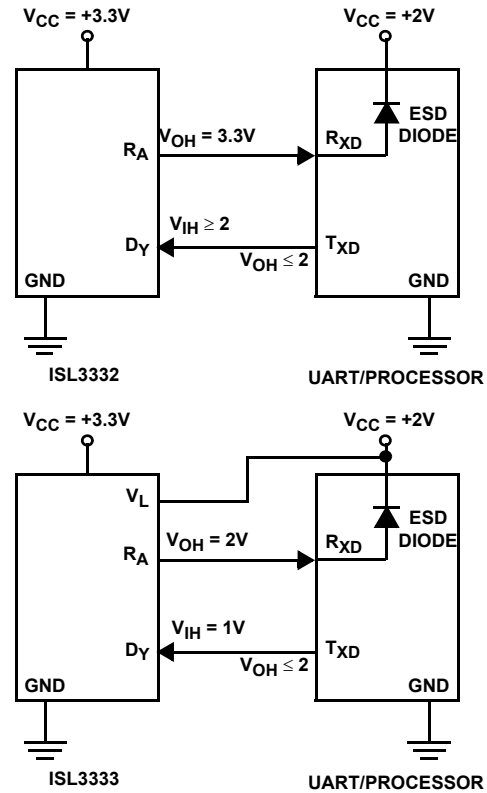 VCC = +3.3V VCC = +2V
ESD
DIODE
RA VOH = 3.3V RXD
VIH ≥ 2
DY VOH ≤ 2 TXD
GND GND
ISL3332 UART/PROCESSOR
VCC = +3.3V VCC = +2V
VL
ESD
DIODE
RA VOH = 2V RXD
VIH = 1V
DY VOH ≤ 2 TXD
GND GND
ISL3333 UART/PROCESSOR